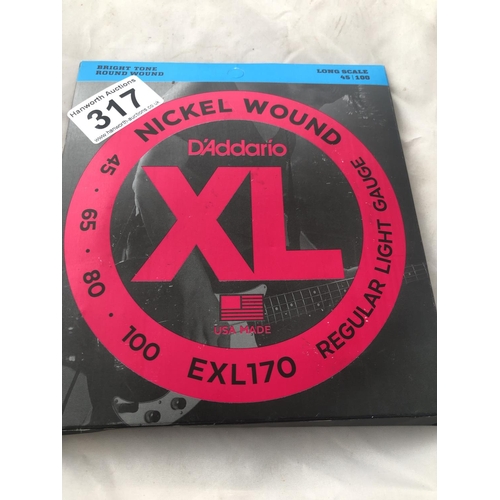 BRIGHT TONE
ROUND WOUND
LONG SCALE
45 | 100
Hanworth Auctions
317
www.hanworth-auctions.co.uk
NICKEL WOUND
D'Addario
XL
USA MADE
45 • 65 • 80 • 100
EXL170
REGULAR LIGHT GAUGE